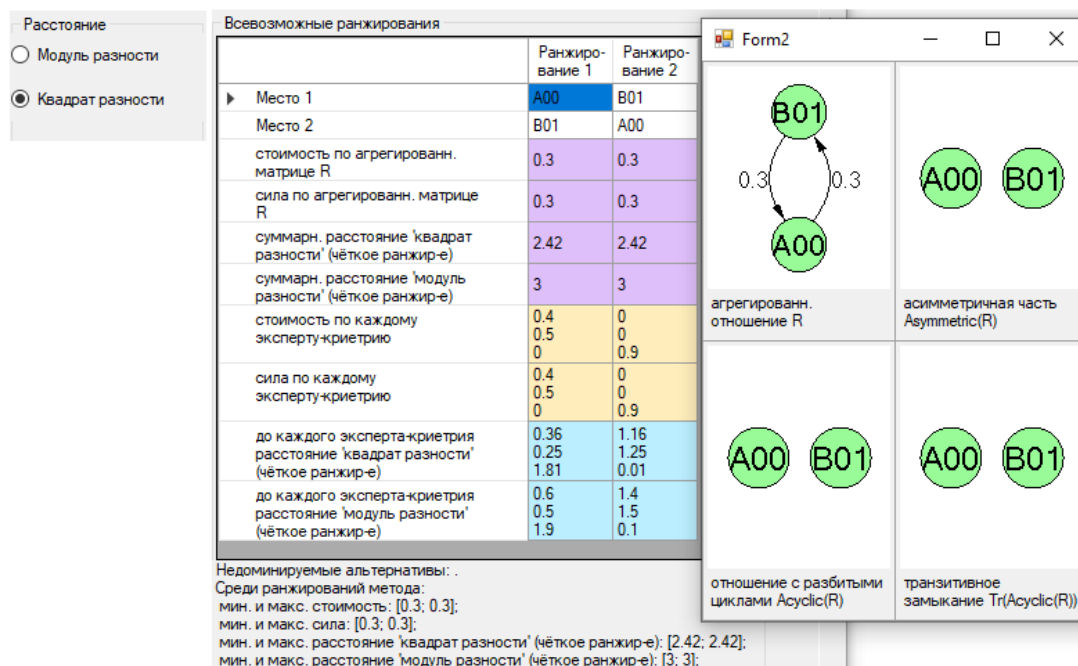 Расстояние
Модуль разности
Квадрат разности
Всевозможные ранжирования
Ранжиро-
вание 1
Ранжиро-
вание 2
Место 1
A00
B01
Место 2
B01
A00
стоимость по агрегированн.
матрице R
0.3
0.3
сила по агрегированн. матрице
R
0.3
0.3
суммарн. расстояние 'квадрат
разности' (чёткое ранжир-е)
2.42
2.42
суммарн. расстояние 'модуль
разности' (чёткое ранжир-е)
3
3
стоимость по каждому
эксперту-криетрию
0.4
0.5
0
0
0
0.9
сила по каждому
эксперту-криетрию
0.4
0.5
0
0
0
0.9
до каждого эксперта-криетрия
расстояние 'квадрат разности'
(чёткое ранжир-е)
0.36
0.25
1.81
1.16
1.25
0.01
до каждого эксперта-криетрия
расстояние 'модуль разности'
(чёткое ранжир-е)
0.6
0.5
1.9
1.4
1.5
0.1
Недоминируемые альтернативы: .
Среди ранжирований метода:
мин. и макс. стоимость: [0.3; 0.3];
мин. и макс. сила: [0.3; 0.3];
мин. и макс. расстояние 'квадрат разности' (чёткое ранжир-е): [2.42; 2.42];
мин. и макс. расстояние 'модуль разности' (чёткое ранжир-е): [3; 3];
Form2
B01
0.3
0.3
A00
агрегированн.
отношение R
A00
B01
асимметричная часть
Asymmetric(R)
A00
B01
отношение с разбитыми
циклами Acyclic(R)
A00
B01
транзитивное
замыкание Tr(Acyclic(R))